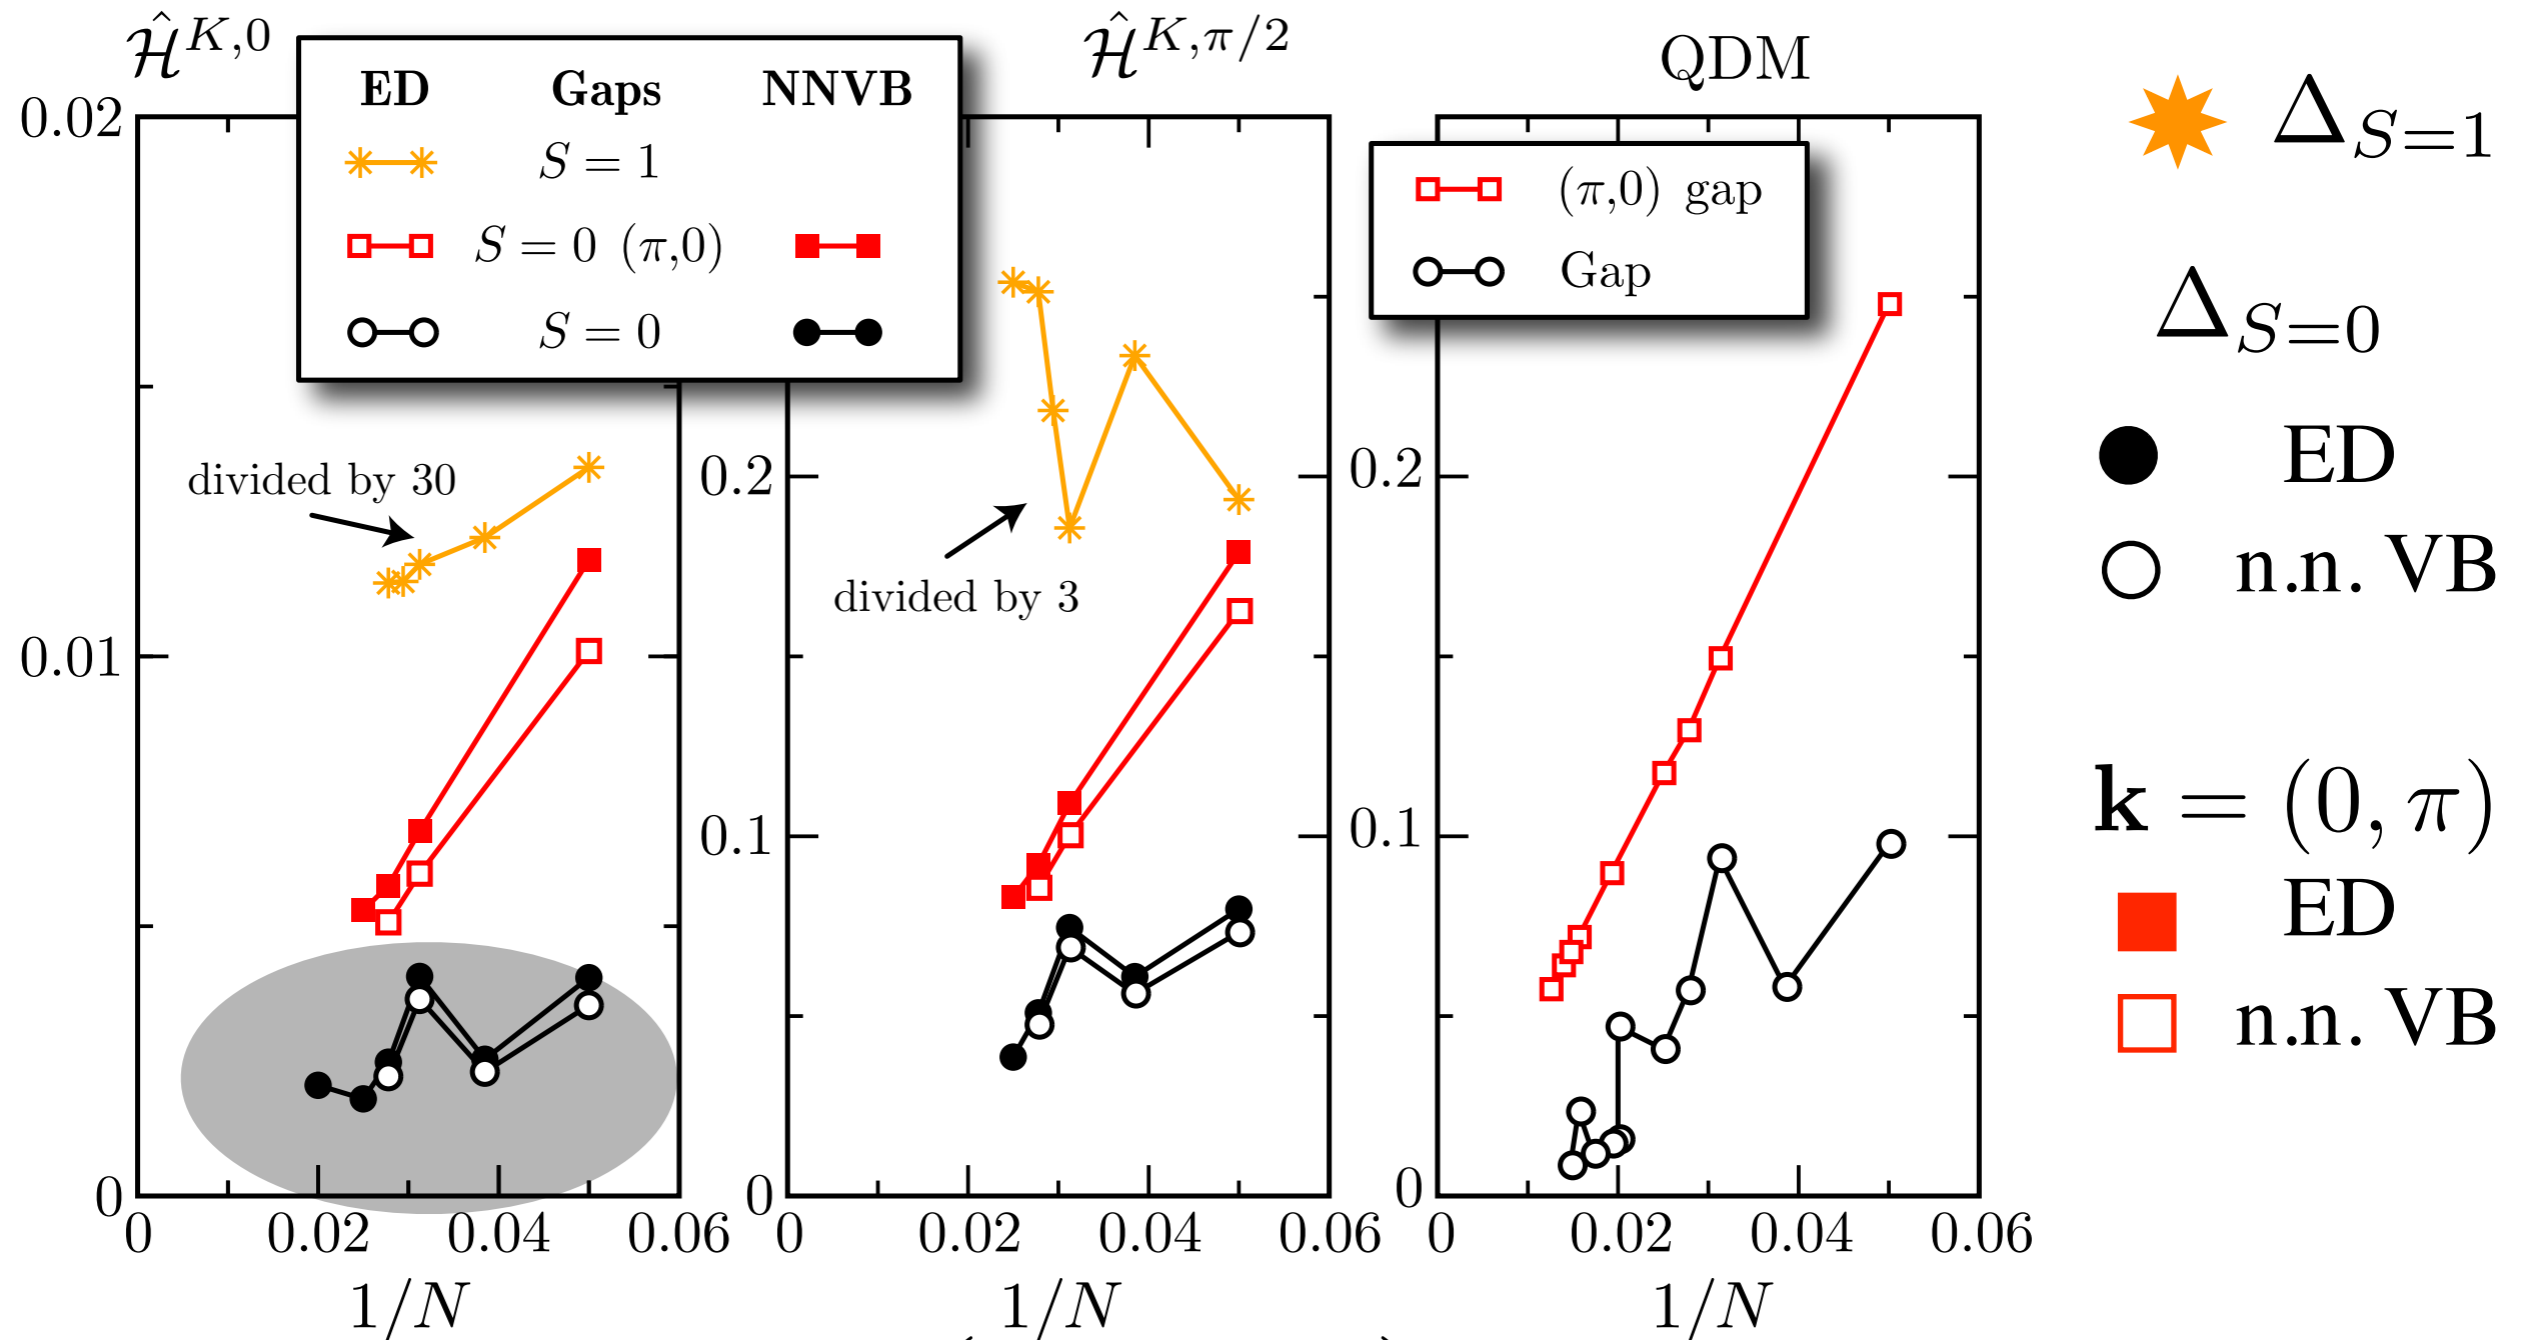 Ĥ^{K,0}
0.02
0.01
0
0 0.02 0.04 0.06
1/N
divided by 30
ED Gaps NNVB
S = 1
S = 0 (π,0)
S = 0
Ĥ^{K,π/2}
0.2
0.1
0
0 0.02 0.04 0.06
1/N
divided by 3
QDM
(π,0) gap
Gap
0.2
0.1
0
0 0.02 0.04 0.06
1/N
Δ_{S=1}
Δ_{S=0}
ED
n.n. VB
k = (0, π)
ED
n.n. VB